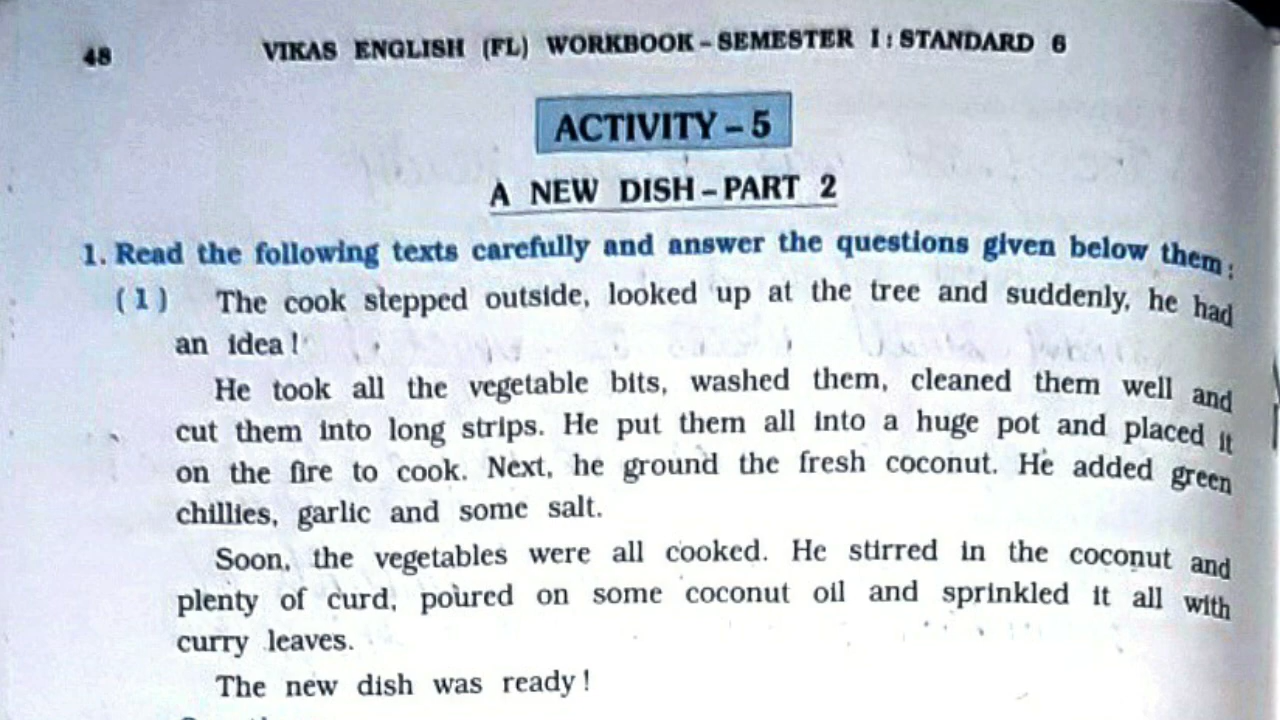 48 VIKAS ENGLISH (FL) WORKBOOK – SEMESTER I : STANDARD 6
ACTIVITY – 5
A NEW DISH – PART 2
1. Read the following texts carefully and answer the questions given below them :
(1) The cook stepped outside, looked up at the tree and suddenly, he had
an idea !
He took all the vegetable bits, washed them, cleaned them well and
cut them into long strips. He put them all into a huge pot and placed it
on the fire to cook. Next, he ground the fresh coconut. He added green
chillies, garlic and some salt.
Soon, the vegetables were all cooked. He stirred in the coconut and
plenty of curd, poured on some coconut oil and sprinkled it all with
curry leaves.
The new dish was ready !